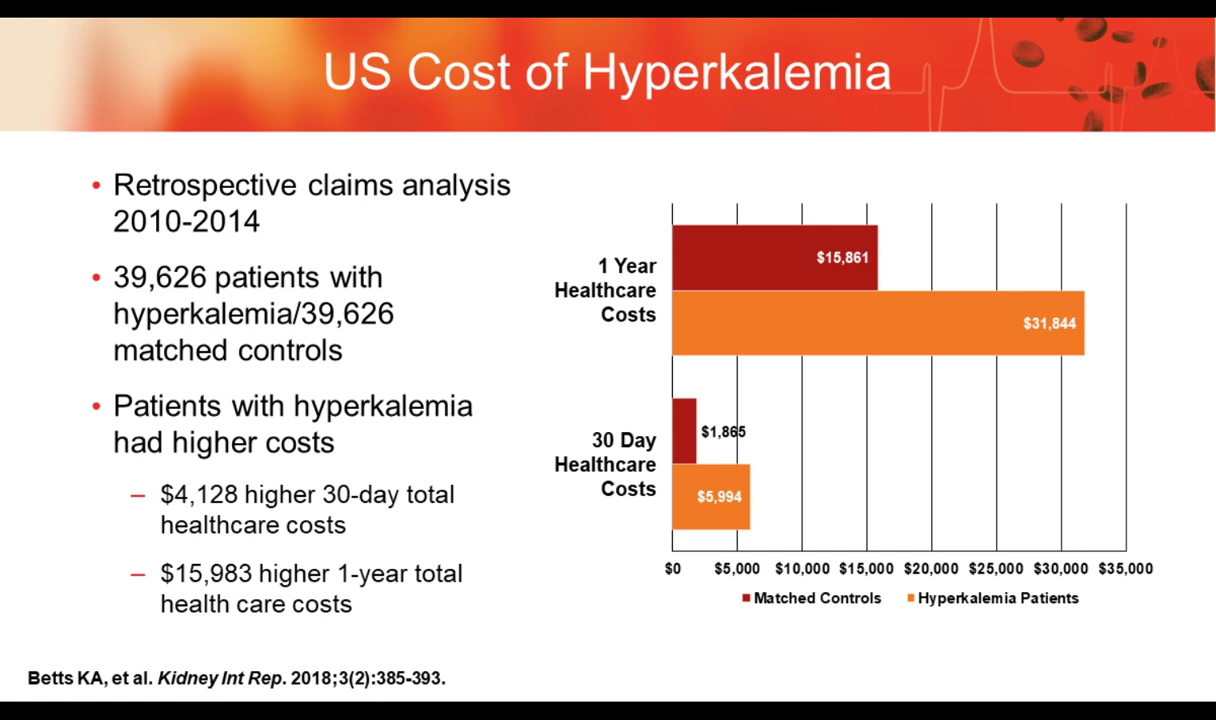 US Cost of Hyperkalemia
• Retrospective claims analysis
2010-2014
• 39,626 patients with
hyperkalemia/39,626
matched controls
• Patients with hyperkalemia
had higher costs
– $4,128 higher 30-day total
healthcare costs
– $15,983 higher 1-year total
health care costs
1 Year
Healthcare
Costs
$15,861
$31,844
30 Day
Healthcare
Costs
$1,865
$5,994
$0 $5,000 $10,000 $15,000 $20,000 $25,000 $30,000 $35,000
Matched Controls Hyperkalemia Patients
Betts KA, et al. Kidney Int Rep. 2018;3(2):385-393.